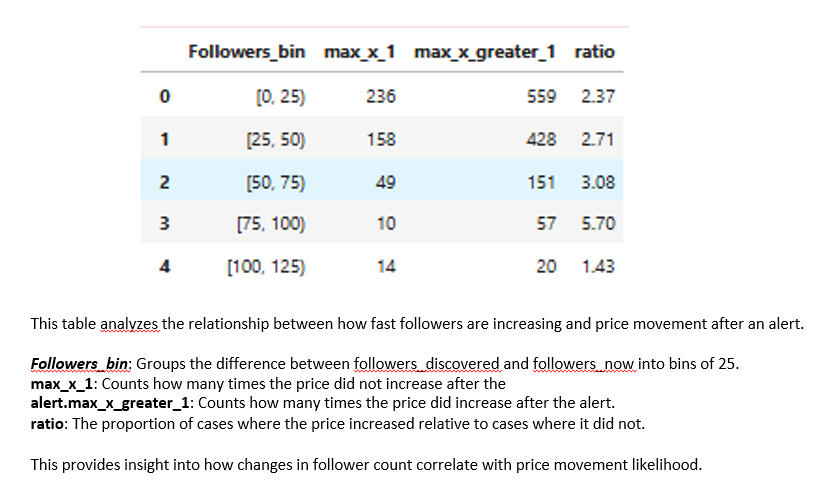 Followers_bin max_x_1 max_x_greater_1 ratio
0 [0, 25) 236 559 2.37
1 [25, 50) 158 428 2.71
2 [50, 75) 49 151 3.08
3 [75, 100) 10 57 5.70
4 [100, 125) 14 20 1.43
This table analyzes the relationship between how fast followers are increasing and price movement after an alert.
Followers_bin: Groups the difference between followers_discovered and followers_now into bins of 25.
max_x_1: Counts how many times the price did not increase after the
alert.max_x_greater_1: Counts how many times the price did increase after the alert.
ratio: The proportion of cases where the price increased relative to cases where it did not.
This provides insight into how changes in follower count correlate with price movement likelihood.